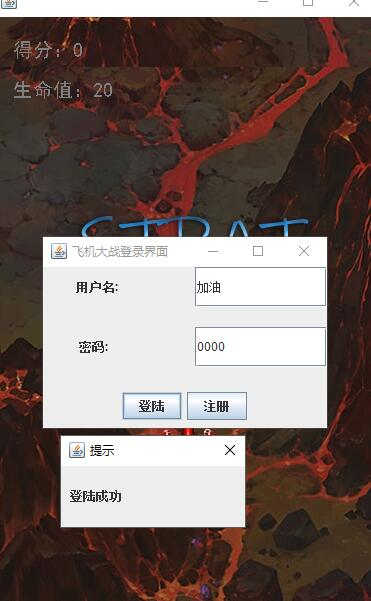 得分：0
生命值：20
飞机大战登录界面
用户名:
加油
密码:
0000
登陆
注册
提示
登陆成功